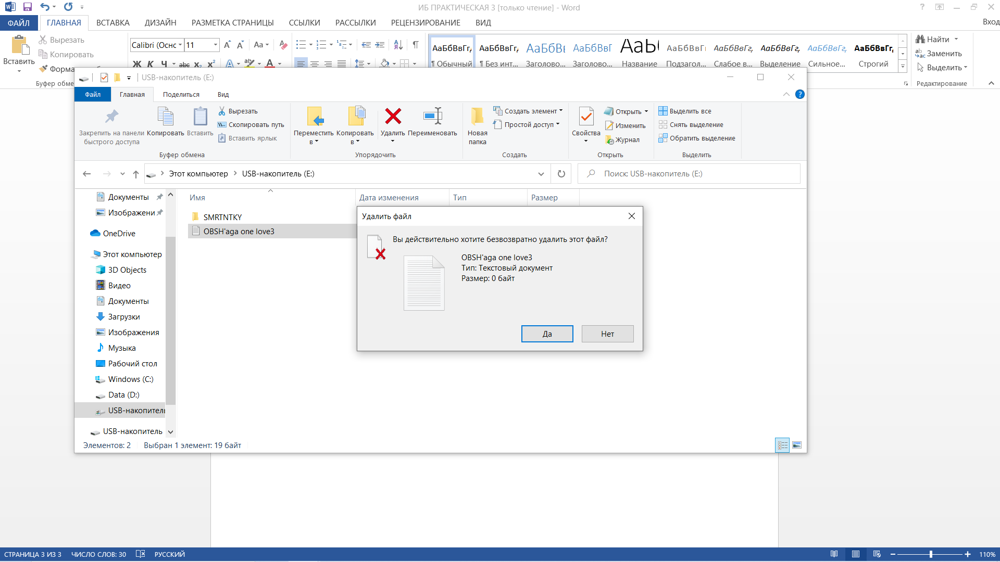 ИБ ПРАКТИЧЕСКАЯ 3 [только чтение] - Word
ФАЙЛ ГЛАВНАЯ ВСТАВКА ДИЗАЙН РАЗМЕТКА СТРАНИЦЫ ССЫЛКИ РАССЫЛКИ РЕЦЕНЗИРОВАНИЕ ВИД Вход
Вставить
Вырезать
Копировать
Форма
Буфер обме
Calibri (Оснс 11
Ж К Ч abc x₂ x²
АаБбВвГг, АаБбВвГг, АаБбВг АаБбВвГ АаЬ АаБбВвГг АаБбВвГг, АаБбВвГг, АаБбВвГг, АаБбВвГг,
¶ Обычный ¶ Без инт... Заголово... Заголово... Название Подзагол... Слабое в... Выделение Сильное... Строгий
Найти
Заменить
Выделить
Редактирование
USB-накопитель (E:)
Файл Главная Поделиться Вид
Закрепить на панели быстрого доступа
Копировать
Вставить
Вырезать
Скопировать путь
Вставить ярлык
Буфер обмена
Переместить в
Копировать в
Удалить
Переименовать
Упорядочить
Новая папка
Создать элемент
Простой доступ
Создать
Свойства
Открыть
Изменить
Журнал
Открыть
Выделить все
Снять выделение
Обратить выделение
Выделить
Этот компьютер > USB-накопитель (E:)
Поиск: USB-накопитель (E:)
Документы
Изображени
OneDrive
Этот компьютер
3D Objects
Видео
Документы
Загрузки
Изображения
Музыка
Рабочий стол
Windows (C:)
Data (D:)
USB-накопитель
USB-накопитель
Имя Дата изменения Тип Размер
SMRTNTKY
OBSH'aga one love3
Удалить файл
Вы действительно хотите безвозвратно удалить этот файл?
OBSH'aga one love3
Тип: Текстовый документ
Размер: 0 байт
Да Нет
Элементов: 2 Выбран 1 элемент: 19 байт
СТРАНИЦА 3 ИЗ 3 ЧИСЛО СЛОВ: 30 РУССКИЙ 110%